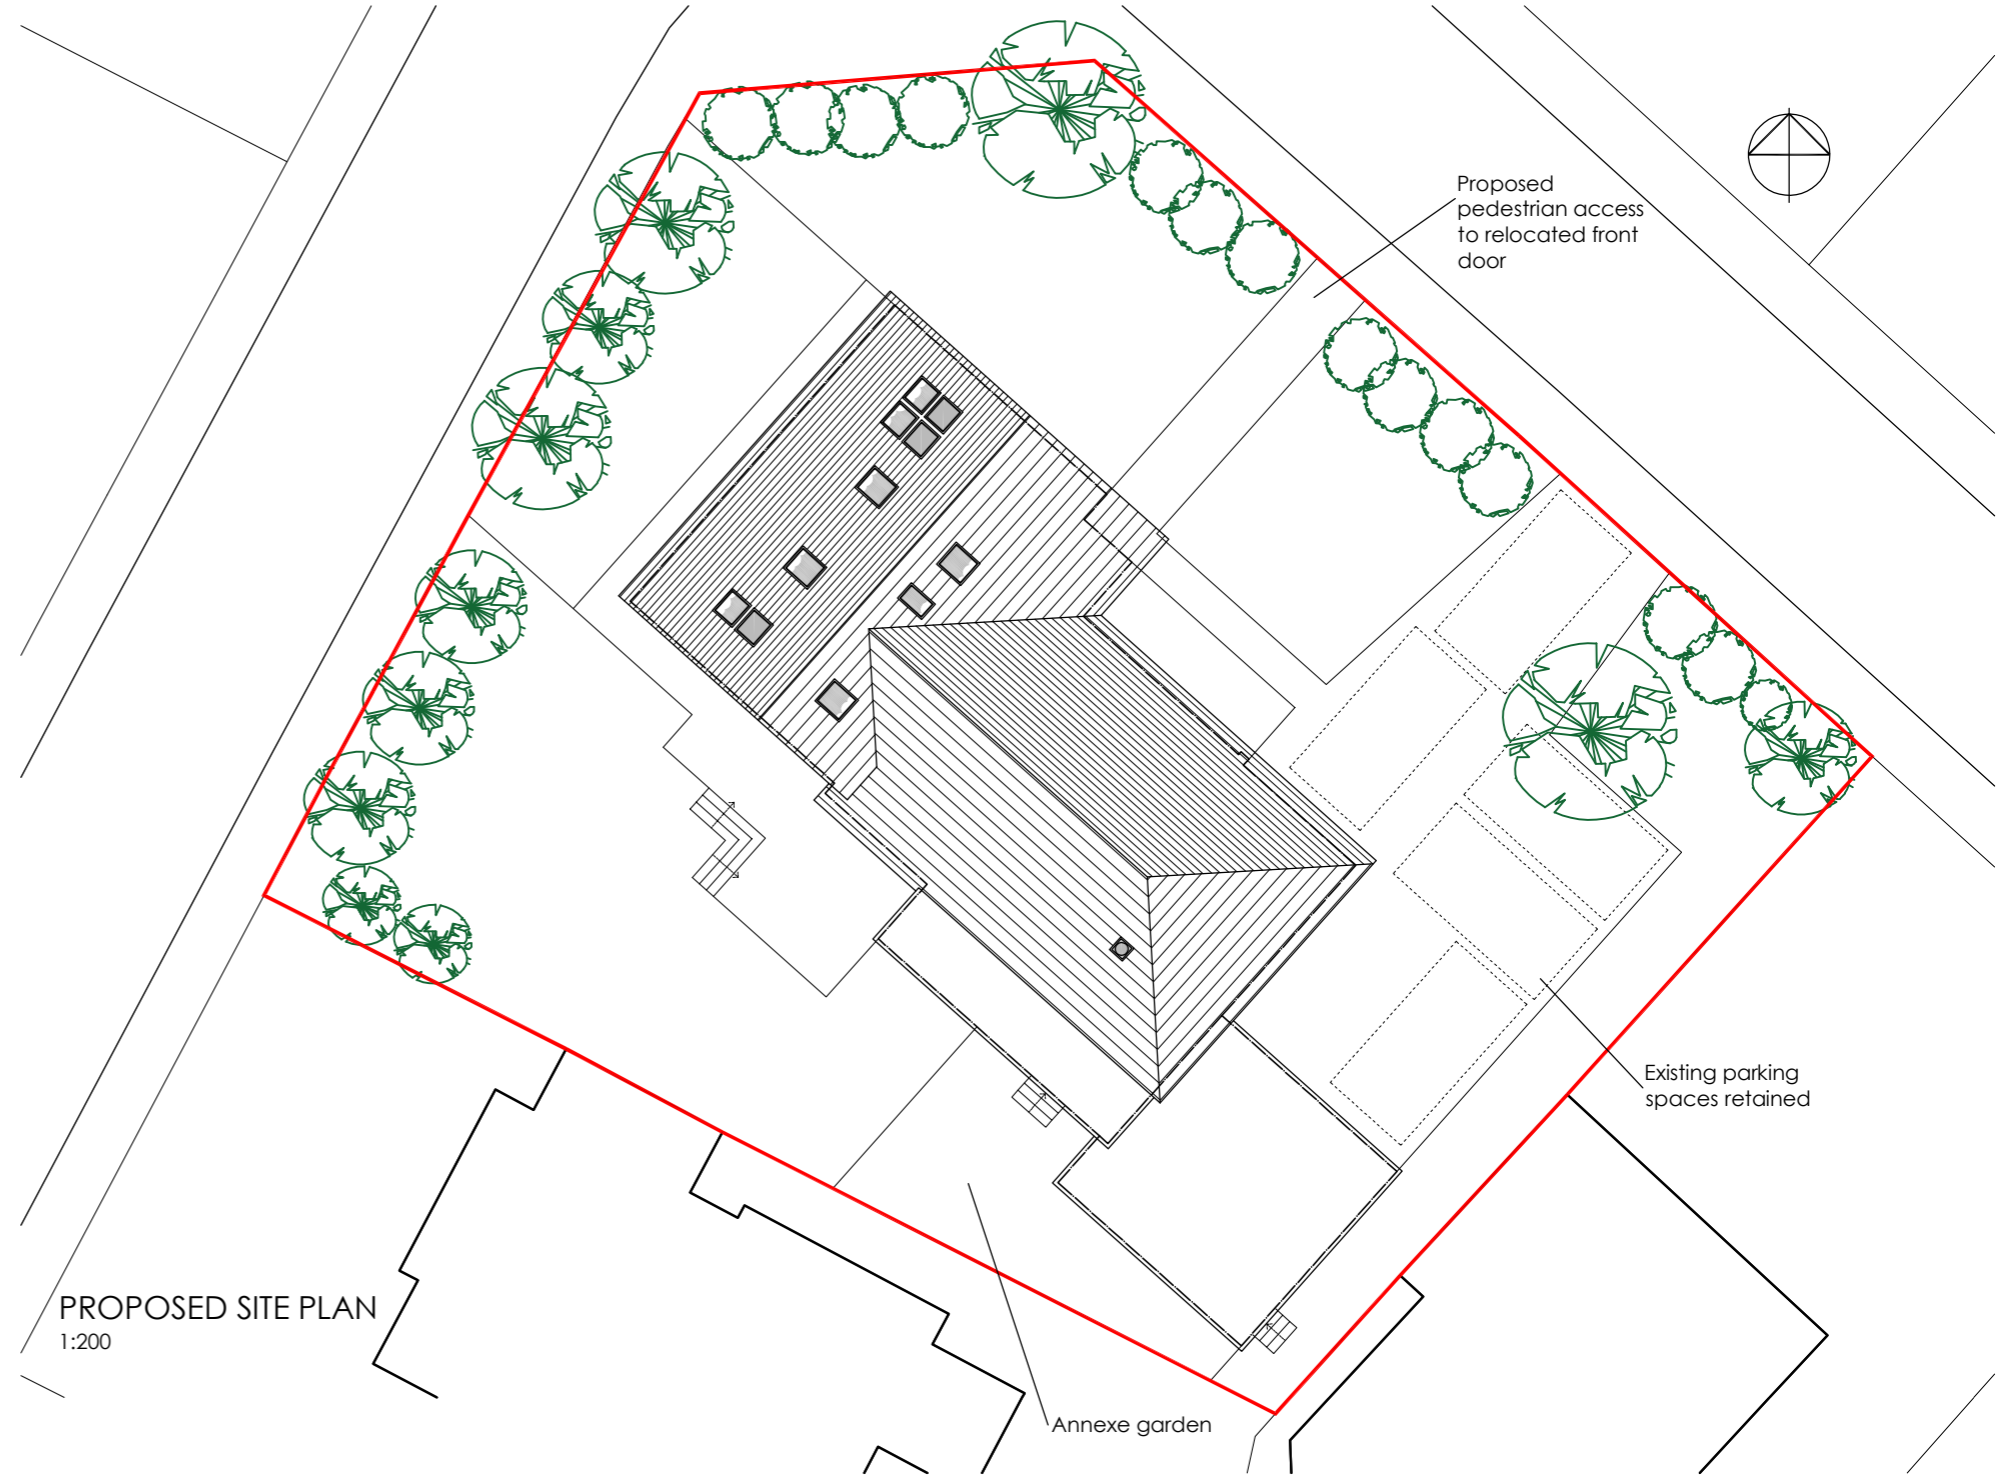 Proposed
pedestrian access
to relocated front
door
Existing parking
spaces retained
PROPOSED SITE PLAN
1:200
Annexe garden